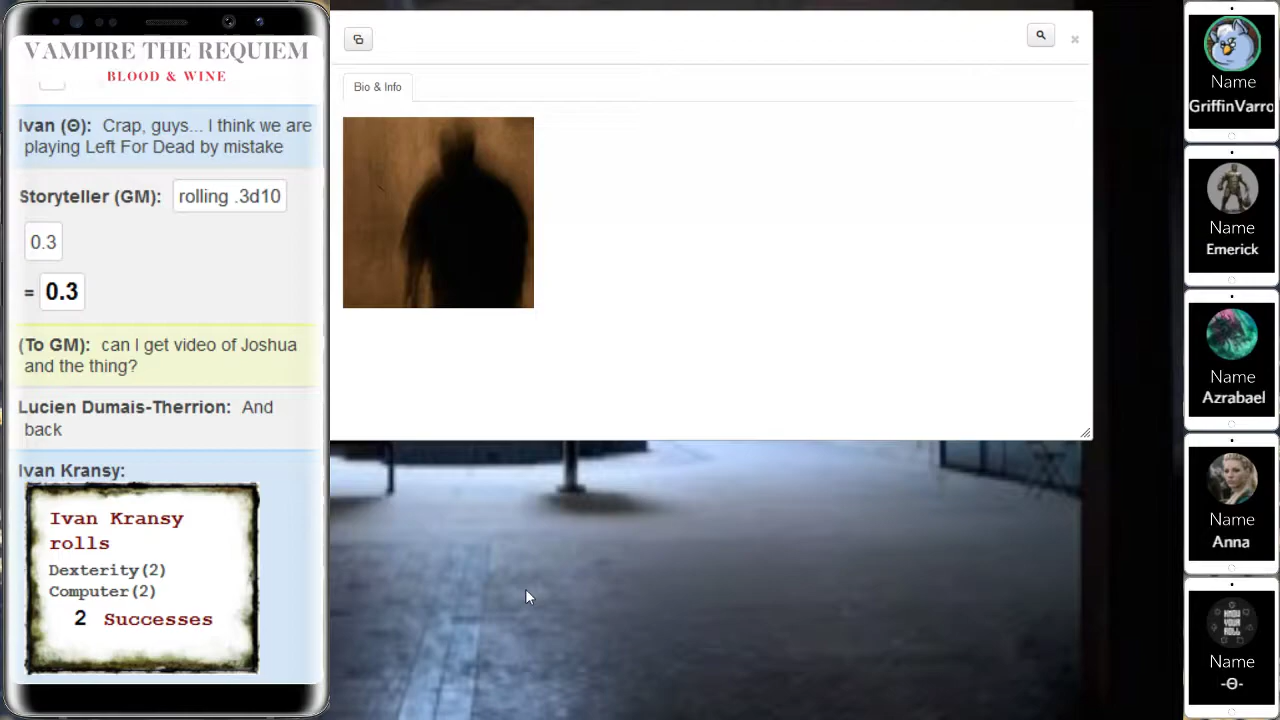 VAMPIRE THE REQUIEM
BLOOD & WINE
Ivan (Θ): Crap, guys... I think we are
playing Left For Dead by mistake
Storyteller (GM): rolling .3d10
0.3
= 0.3
(To GM): can I get video of Joshua
and the thing?
Lucien Dumais-Therrion: And
back
Ivan Kransy:
Ivan Kransy
rolls
Dexterity(2)
Computer(2)
2 Successes
Bio & Info
Name
GriffinVarro
Name
Emerick
Name
Azrabael
Name
Anna
KNOW
YOUR
ROLL
Name
-Θ-